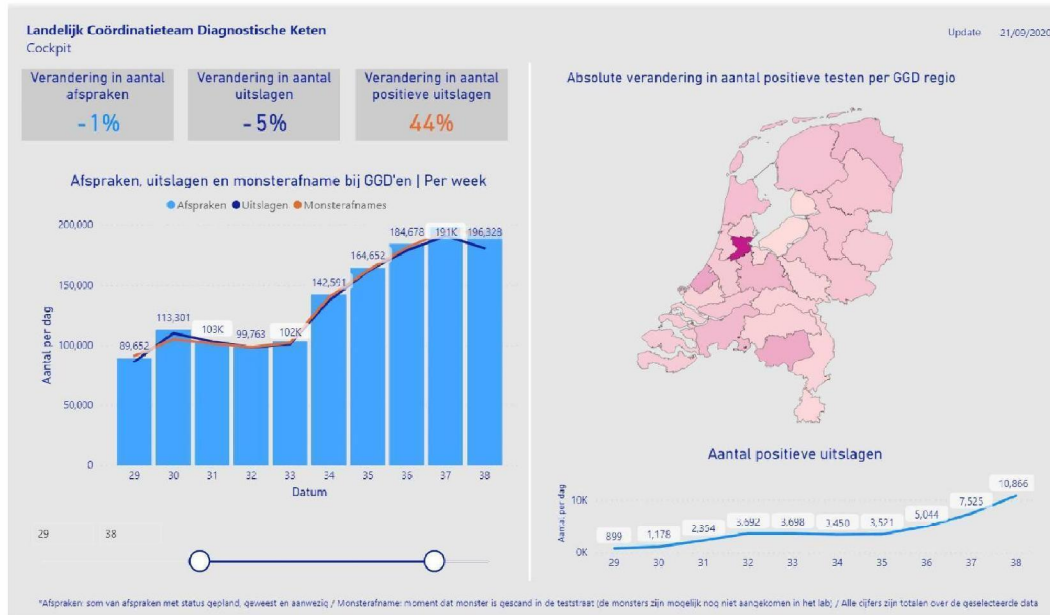 Landelijk Coördinatieteam Diagnostische Keten
Cockpit
Update 21/09/2020
Verandering in aantal
afspraken
-1%
Verandering in aantal
uitslagen
-5%
Verandering in aantal
positieve uitslagen
44%
Afspraken, uitslagen en monsterafname bij GGD'en | Per week
Afspraken Uitslagen Monsterafnames
Aantal per dag
200,000
150,000
100,000
50,000
0
89,652
113,301
103K
99,763
102K
142,591
164,652
184,678
191K
196,328
29 30 31 32 33 34 35 36 37 38
Datum
29 38
Absolute verandering in aantal positieve testen per GGD regio
Aantal positieve uitslagen
Aantal per dag
10K
0K
899
1,178
2,354
3,692
3,698
3,450
3,521
5,044
7,525
10,866
29 30 31 32 33 34 35 36 37 38
*Afspraken: som van afspraken met status gepland, geweest en aanwezig / Monsterafname: moment dat monster is gescand in de teststraat (de monsters zijn mogelijk nog niet aangekomen in het lab) / Alle cijfers zijn totalen over de geselecteerde data